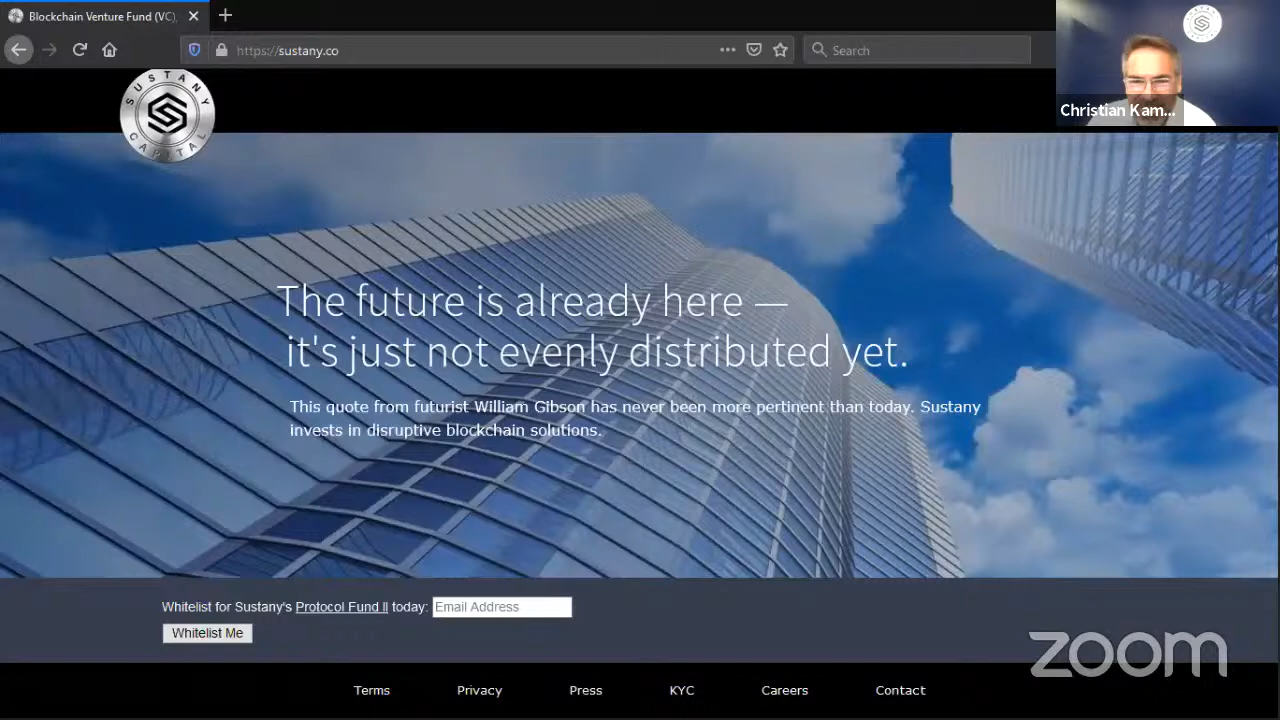 Blockchain Venture Fund (VC),
https://sustany.co
Search
SUSTANY
CAPITAL
Christian Kam...
The future is already here —
it's just not evenly distributed yet.
This quote from futurist William Gibson has never been more pertinent than today. Sustany
invests in disruptive blockchain solutions.
Whitelist for Sustany's Protocol Fund II today: Email Address
Whitelist Me
zoom
Terms Privacy Press KYC Careers Contact